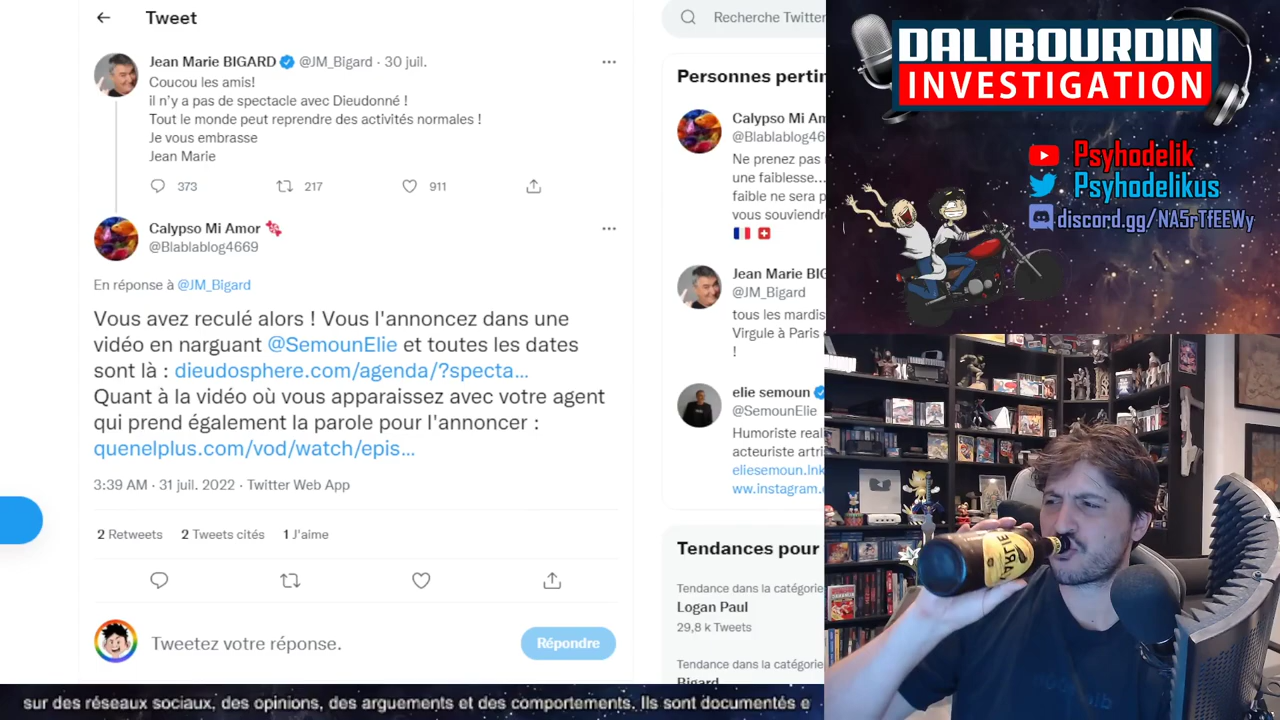 Tweet
Recherche Twitter
Jean Marie BIGARD @JM_Bigard · 30 juil.
Coucou les amis!
il n'y a pas de spectacle avec Dieudonné !
Tout le monde peut reprendre des activités normales !
Je vous embrasse
Jean Marie
373 217 911
Calypso Mi Amor
@Blablablog4669
En réponse à @JM_Bigard
Vous avez reculé alors ! Vous l'annoncez dans une
vidéo en narguant @SemounElie et toutes les dates
sont là : dieudosphere.com/agenda/?specta...
Quant à la vidéo où vous apparaissez avec votre agent
qui prend également la parole pour l'annoncer :
quenelplus.com/vod/watch/epis...
3:39 AM · 31 juil. 2022 · Twitter Web App
2 Retweets 2 Tweets cités 1 J'aime
Tweetez votre réponse.
Répondre
Personnes pertin
Calypso Mi Am
@Blablablog46
Ne prenez pas
une faiblesse...
faible ne sera p
vous souviendre
Jean Marie BIG
@JM_Bigard
tous les mardis
Virgule à Paris
!
elie semoun
@SemounElie
Humoriste real
acteuriste artri
eliesemoun.lnk
ww.instagram.c
Tendances pour
Tendance dans la catégorie
Logan Paul
29,8 k Tweets
Tendance dans la catégorie
Bigard
DALIBOURDIN
INVESTIGATION
Psyhodelik
Psyhodelikus
discord.gg/NA5rTfEEWy
sur des réseaux sociaux, des opinions, des arguements et des comportements. Ils sont documentés e